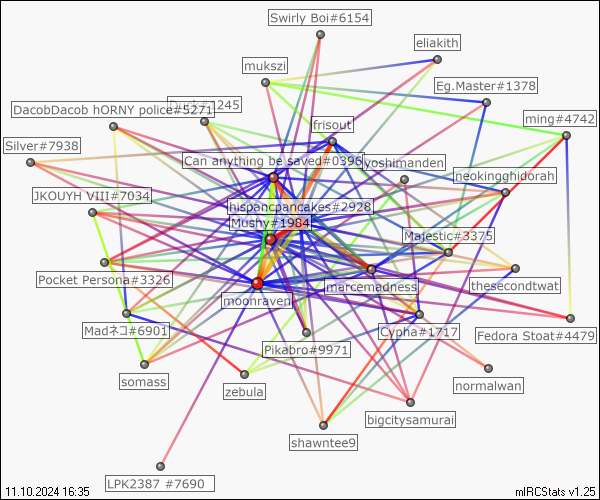 Swirly Boi#6154
eliakith
mukszi
Eg.Master#1378
DacobDacob hORNY police#5271
#1245
ming#4742
frisout
Silver#7938
Can anything be saved#0396
yoshimanden
neokingghidorah
JKOUYH VIII#7034
hispancpancakes#2928
Mushy#1984
Majestic#3375
Pocket Persona#3326
marcemadness
thesecondtwat
moonraven
Madネコ#6901
Cypha#1717
Fedora Stoat#4479
Pikabro#9971
somass
zebula
normalwan
bigcitysamurai
shawntee9
LPK2387 #7690
11.10.2024 16:35
mIRCStats v1.25